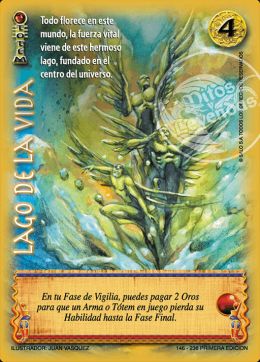 Todo florece en este
mundo, la fuerza vital
viene de este hermoso
lago, fundado en el
centro del universo.
4
LAGO DE LA VIDA
Mitos
y
Leyendas
En tu Fase de Vigilia, puedes pagar 2 Oros
para que un Arma o Tótem en juego pierda su
Habilidad hasta la Fase Final.
ILUSTRADOR: JUAN VASQUEZ
146 - 236 PRIMERA EDICION